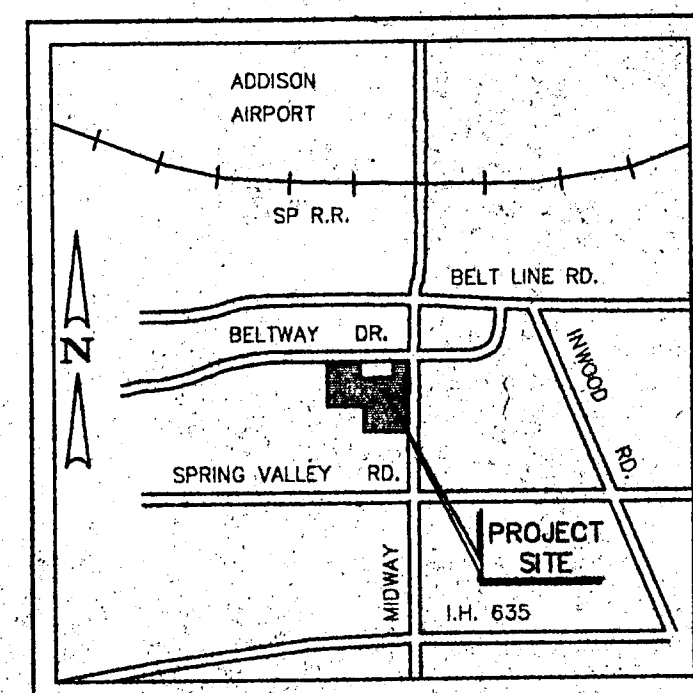 ADDISON
AIRPORT
SP R.R.
BELT LINE RD.
BELTWAY DR.
N
INWOOD RD.
SPRING VALLEY RD.
PROJECT
SITE
MIDWAY
I.H. 635